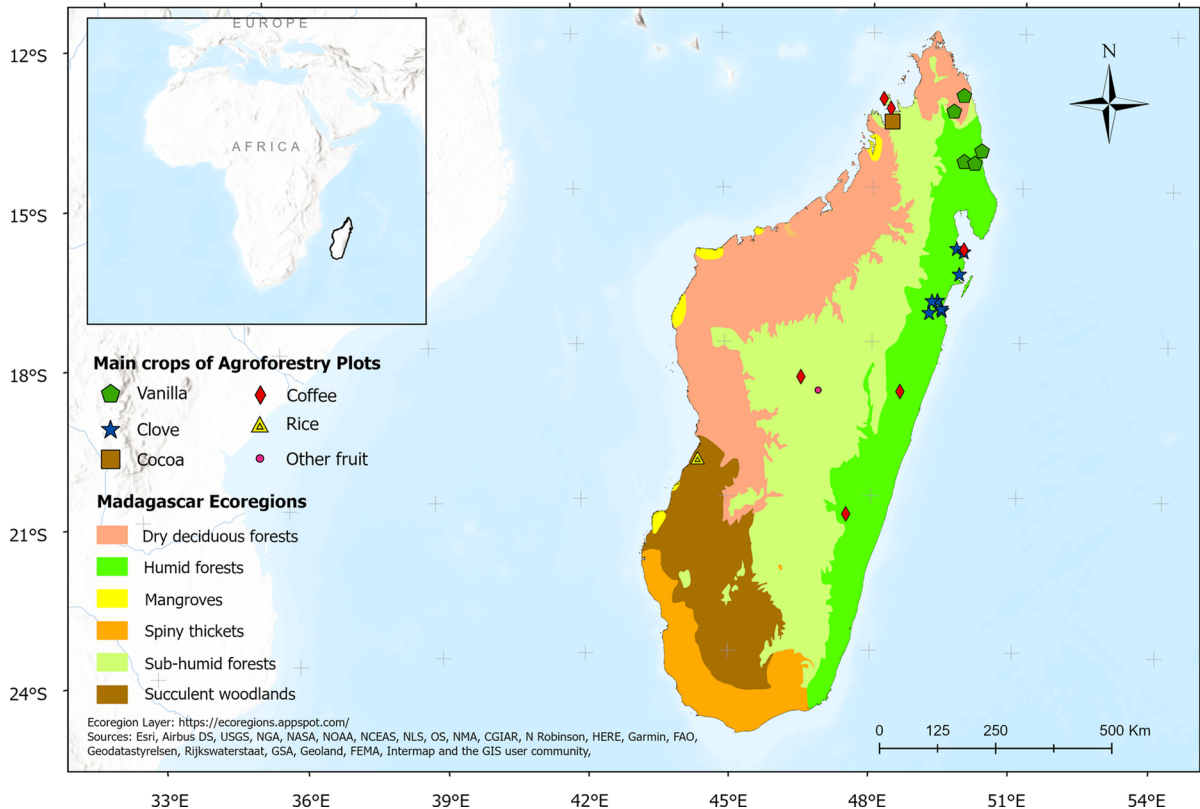 EUROPE
AFRICA
N
12°S
15°S
18°S
21°S
24°S
Main crops of Agroforestry Plots
Vanilla
Coffee
Clove
Rice
Cocoa
Other fruit
Madagascar Ecoregions
Dry deciduous forests
Humid forests
Mangroves
Spiny thickets
Sub-humid forests
Succulent woodlands
Ecoregion Layer: https://ecoregions.appspot.com/
Sources: Esri, Airbus DS, USGS, NGA, NASA, NOAA, NCEAS, NLS, OS, NMA, CGIAR, N Robinson, HERE, Garmin, FAO,
Geodatastyrelsen, Rijkswaterstaat, GSA, Geoland, FEMA, Intermap and the GIS user community,
0 125 250 500 Km
33°E 36°E 39°E 42°E 45°E 48°E 51°E 54°E